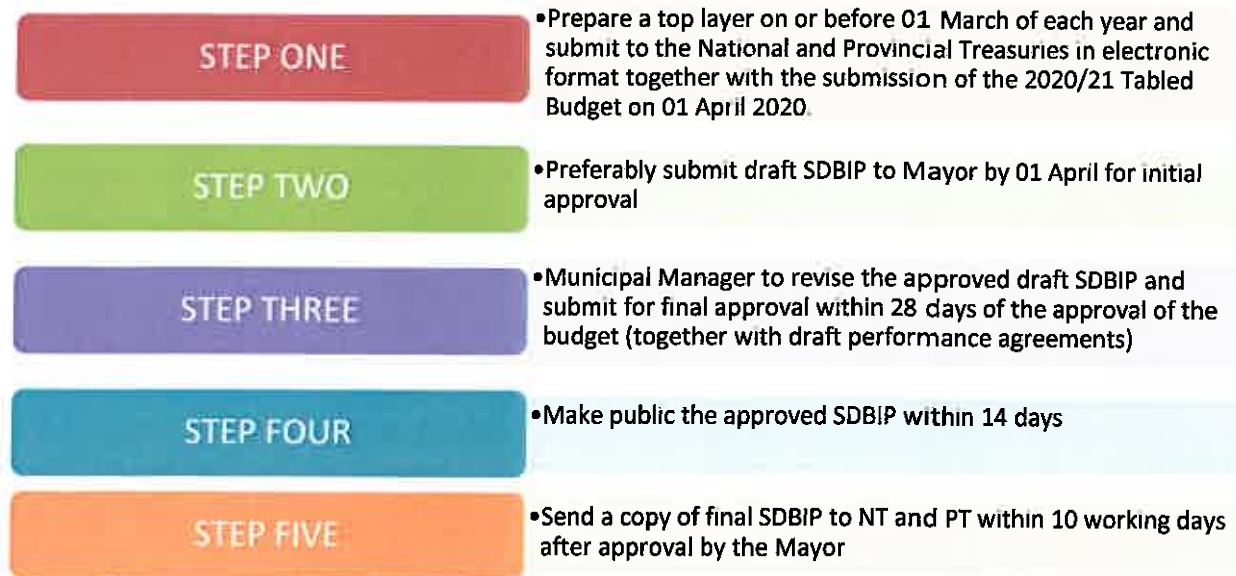 STEP ONE
•Prepare a top layer on or before 01 March of each year and
submit to the National and Provincial Treasuries in electronic
format together with the submission of the 2020/21 Tabled
Budget on 01 April 2020.
STEP TWO
•Preferably submit draft SDBIP to Mayor by 01 April for initial
approval
STEP THREE
•Municipal Manager to revise the approved draft SDBIP and
submit for final approval within 28 days of the approval of the
budget (together with draft performance agreements)
STEP FOUR
•Make public the approved SDBIP within 14 days
STEP FIVE
•Send a copy of final SDBIP to NT and PT within 10 working days
after approval by the Mayor